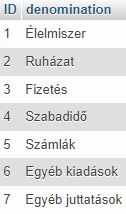 ID denomination
1 Élelmiszer
2 Ruházat
3 Fizetés
4 Szabadidő
5 Számlák
6 Egyéb kiadások
7 Egyéb juttatások